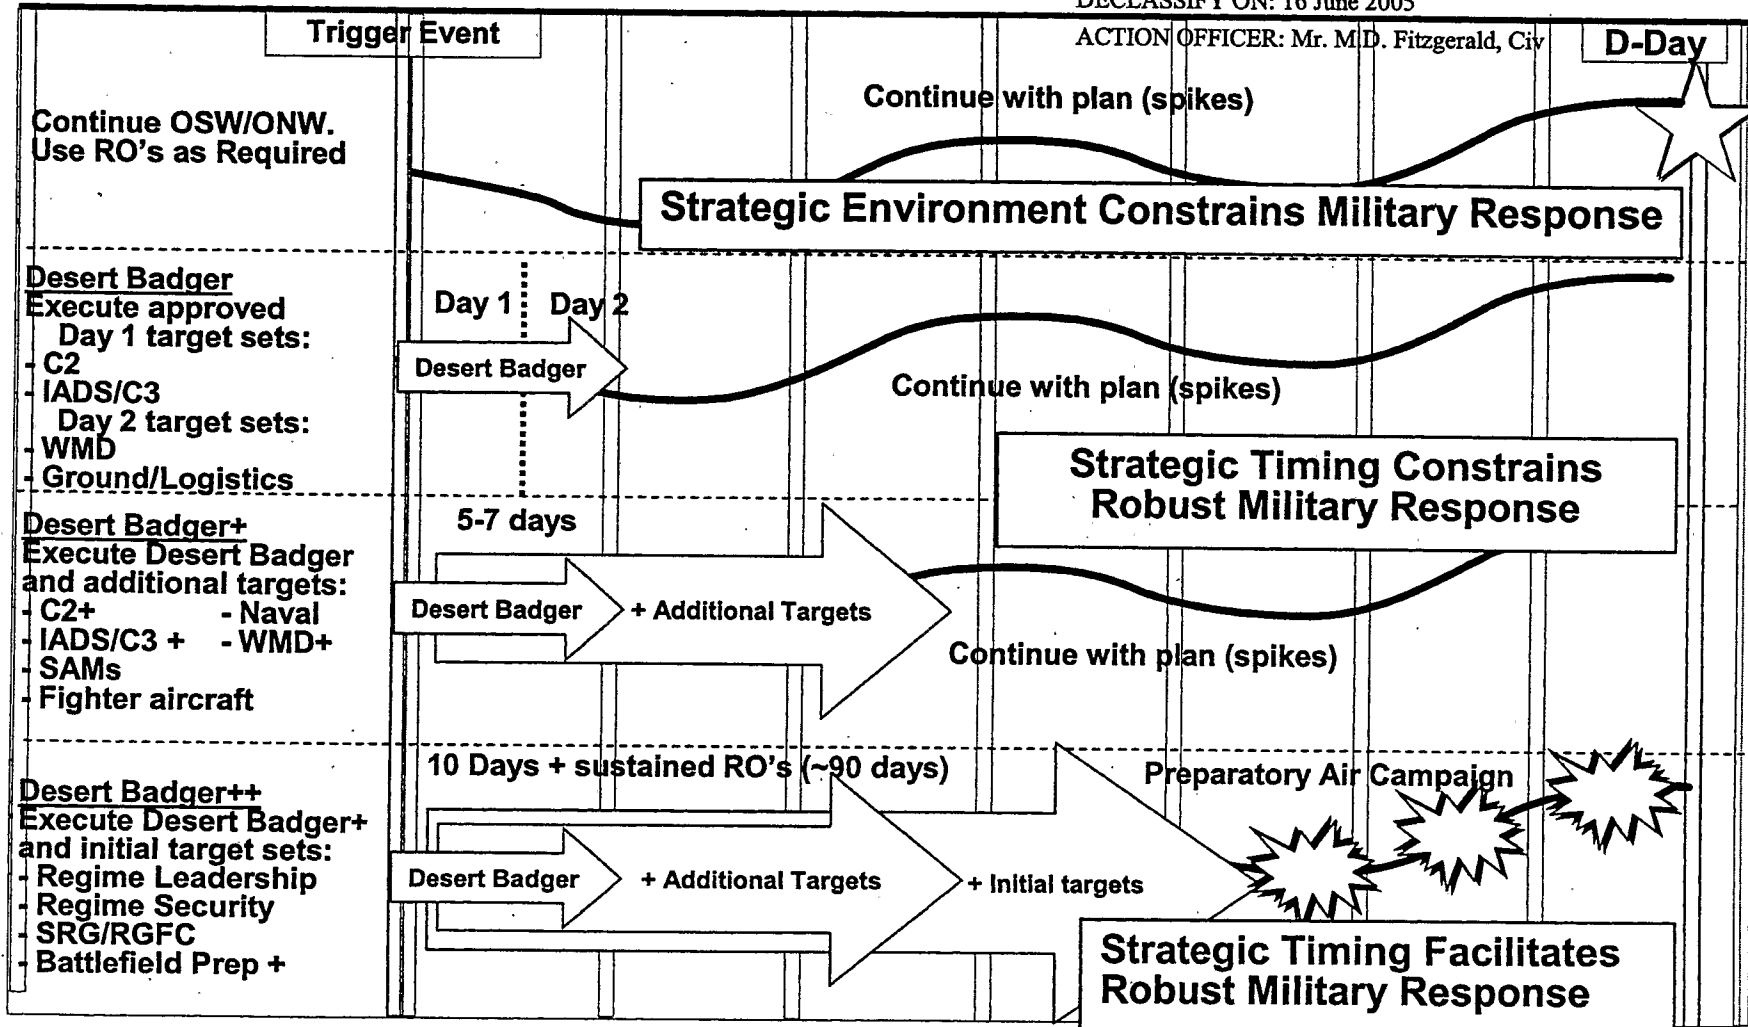 DECLASSIFY ON: 16 June 2005
ACTION OFFICER: Mr. M.D. Fitzgerald, Civ
Trigger Event
D-Day
Continue OSW/ONW.
Use RO's as Required
Continue with plan (spikes)
Strategic Environment Constrains Military Response
Desert Badger
Execute approved
Day 1 target sets:
- C2
- IADS/C3
Day 2 target sets:
- WMD
- Ground/Logistics
Day 1
Day 2
Desert Badger
Continue with plan (spikes)
Strategic Timing Constrains
Robust Military Response
Desert Badger+
Execute Desert Badger
and additional targets:
- C2+ - Naval
- IADS/C3 + - WMD+
- SAMs
- Fighter aircraft
5-7 days
Desert Badger
+ Additional Targets
Continue with plan (spikes)
Desert Badger++
Execute Desert Badger+
and initial target sets:
- Regime Leadership
- Regime Security
- SRG/RGFC
- Battlefield Prep +
10 Days + sustained RO's (~90 days)
Preparatory Air Campaign
Desert Badger
+ Additional Targets
+ Initial targets
Strategic Timing Facilitates
Robust Military Response